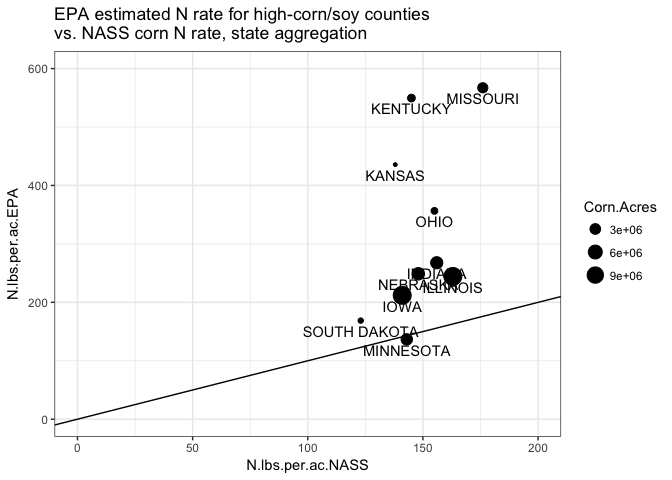 EPA estimated N rate for high-corn/soy counties
vs. NASS corn N rate, state aggregation
N.lbs.per.ac.EPA
600
400
200
0
MISSOURI
KENTUCKY
KANSAS
OHIO
INDIANA
NEBRASKA
ILLINOIS
IOWA
SOUTH DAKOTA
MINNESOTA
0
50
100
150
200
N.lbs.per.ac.NASS
Corn.Acres
3e+06
6e+06
9e+06